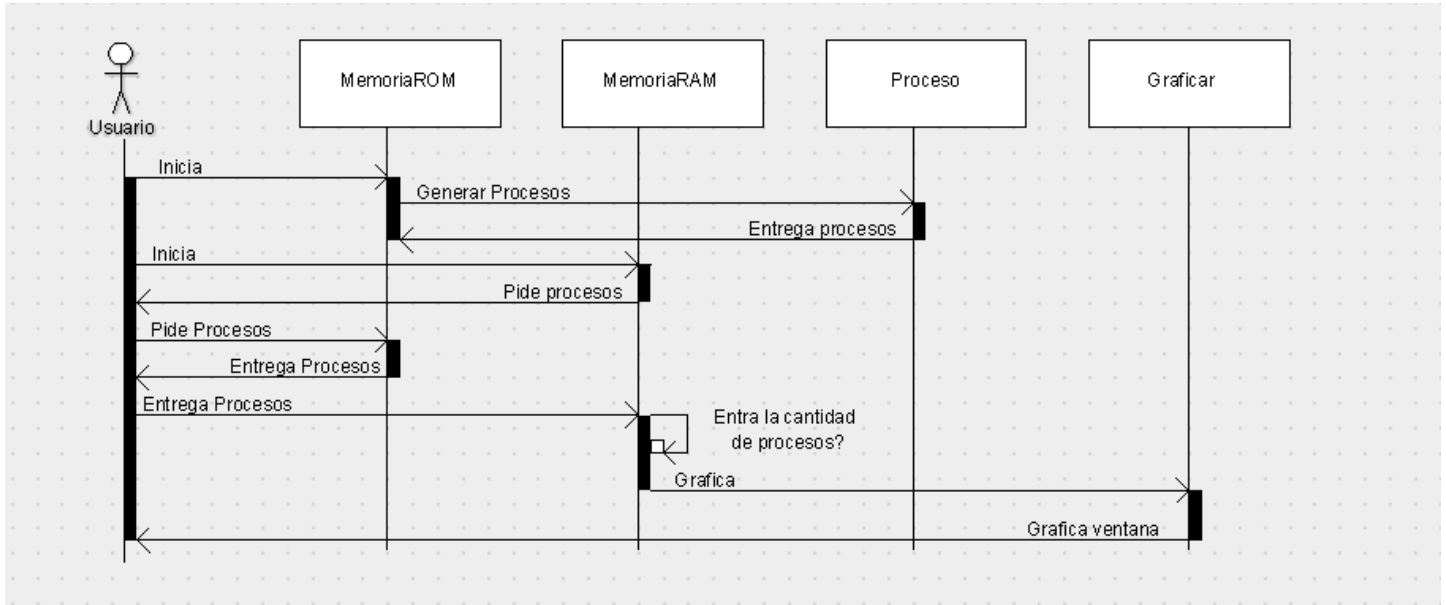 MemoriaROM
MemoriaRAM
Proceso
Graficar
Usuario
Inicia
Generar Procesos
Entrega procesos
Inicia
Pide procesos
Pide Procesos
Entrega Procesos
Entrega Procesos
Entra la cantidad
de procesos?
Grafica
Grafica ventana